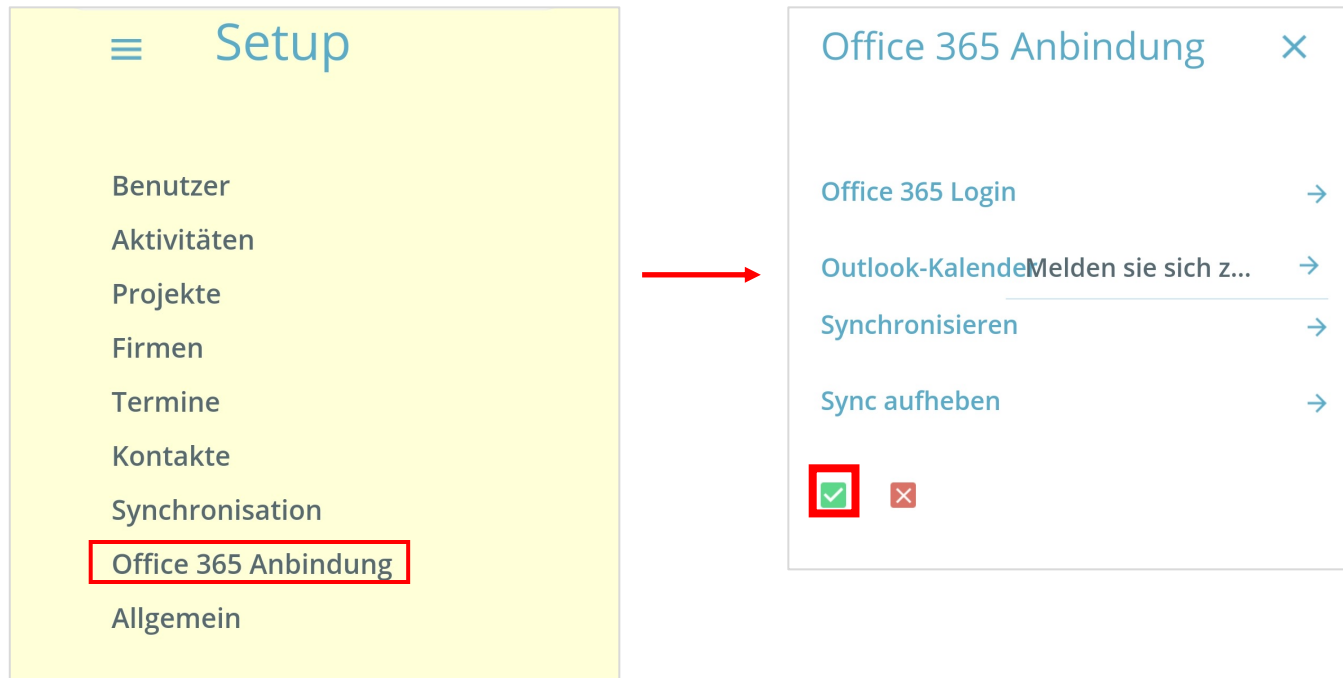 Setup
Benutzer
Aktivitäten
Projekte
Firmen
Termine
Kontakte
Synchronisation
Office 365 Anbindung
Allgemein
Office 365 Anbindung
Office 365 Login
Outlook-Kalender Melden sie sich z...
Synchronisieren
Sync aufheben